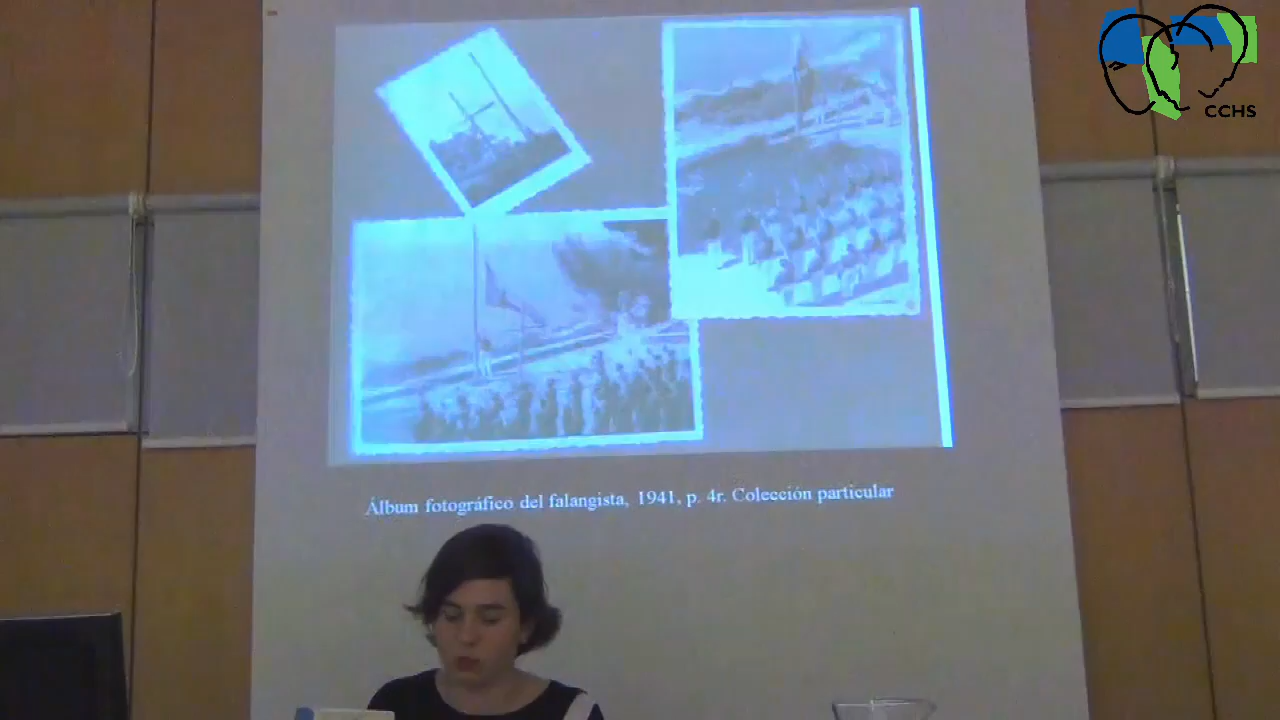 CCHS
Álbum fotográfico del falangista, 1941, p. 4r. Colección particular